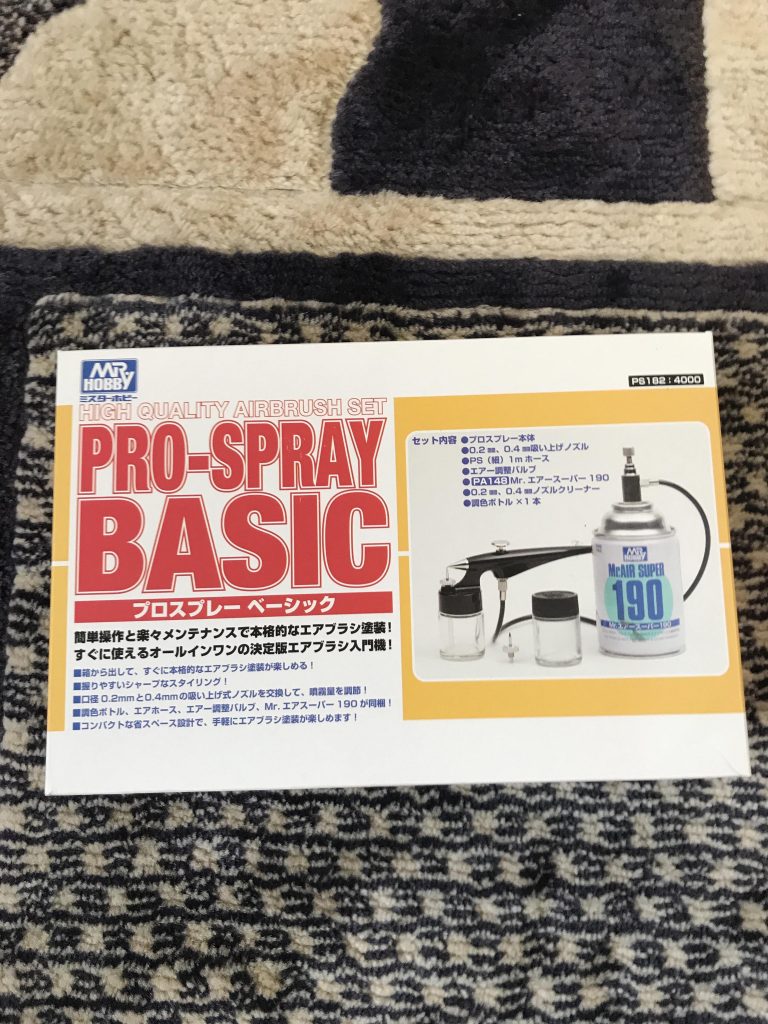 MR HOBBY
ミスターホビー
PS182:4000
HIGH QUALITY AIRBRUSH SET
PRO-SPRAY
BASIC
プロスプレー ベーシック
簡単操作と楽々メンテナンスで本格的なエアブラシ塗装!
すぐに使えるオールインワンの決定版エアブラシ入門機!
■箱から出して、すぐに本格的なエアブラシ塗装が楽しめる!
■握りやすいシャープなスタイリング!
■口径0.2mmと0.4mmの吸い上げ式ノズルを交換して、噴霧量を調節!
■調色ボトル、エアホース、エアー調整バルブ、Mr. エアスーパー190が同梱!
■コンパクトな省スペース設計で、手軽にエアブラシ塗装が楽しめます!
セット内容 ●プロスプレー本体
●0.2㎜、0.4㎜吸い上げノズル
●PS(細)1mホース
●エアー調整バルブ
●PA148 Mr. エアースーパー190
●0.2㎜、0.4㎜ノズルクリーナー
●調色ボトル×1本
MR HOBBY
Mr.AIR SUPER
190
Mr.エアースーパー190